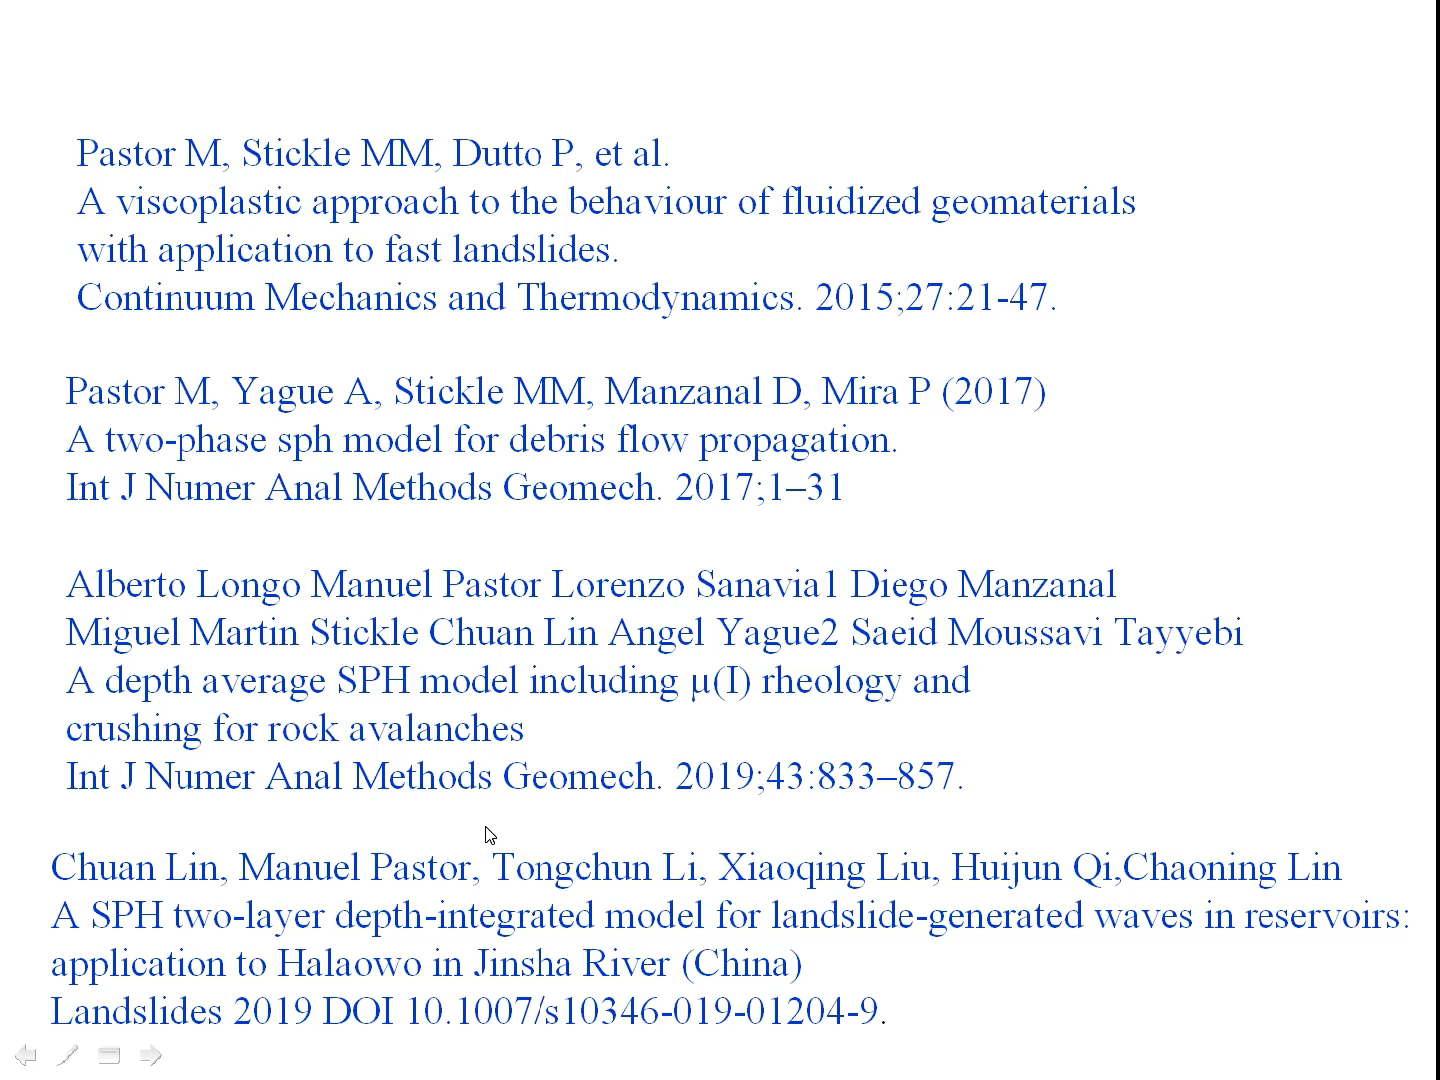 Pastor M, Stickle MM, Dutto P, et al.
A viscoplastic approach to the behaviour of fluidized geomaterials
with application to fast landslides.
Continuum Mechanics and Thermodynamics. 2015;27:21-47.
Pastor M, Yague A, Stickle MM, Manzanal D, Mira P (2017)
A two-phase sph model for debris flow propagation.
Int J Numer Anal Methods Geomech. 2017;1–31
Alberto Longo Manuel Pastor Lorenzo Sanavia1 Diego Manzanal
Miguel Martin Stickle Chuan Lin Angel Yague2 Saeid Moussavi Tayyebi
A depth average SPH model including μ(I) rheology and
crushing for rock avalanches
Int J Numer Anal Methods Geomech. 2019;43:833–857.
Chuan Lin, Manuel Pastor, Tongchun Li, Xiaoqing Liu, Huijun Qi,Chaoning Lin
A SPH two-layer depth-integrated model for landslide-generated waves in reservoirs:
application to Halaowo in Jinsha River (China)
Landslides 2019 DOI 10.1007/s10346-019-01204-9.